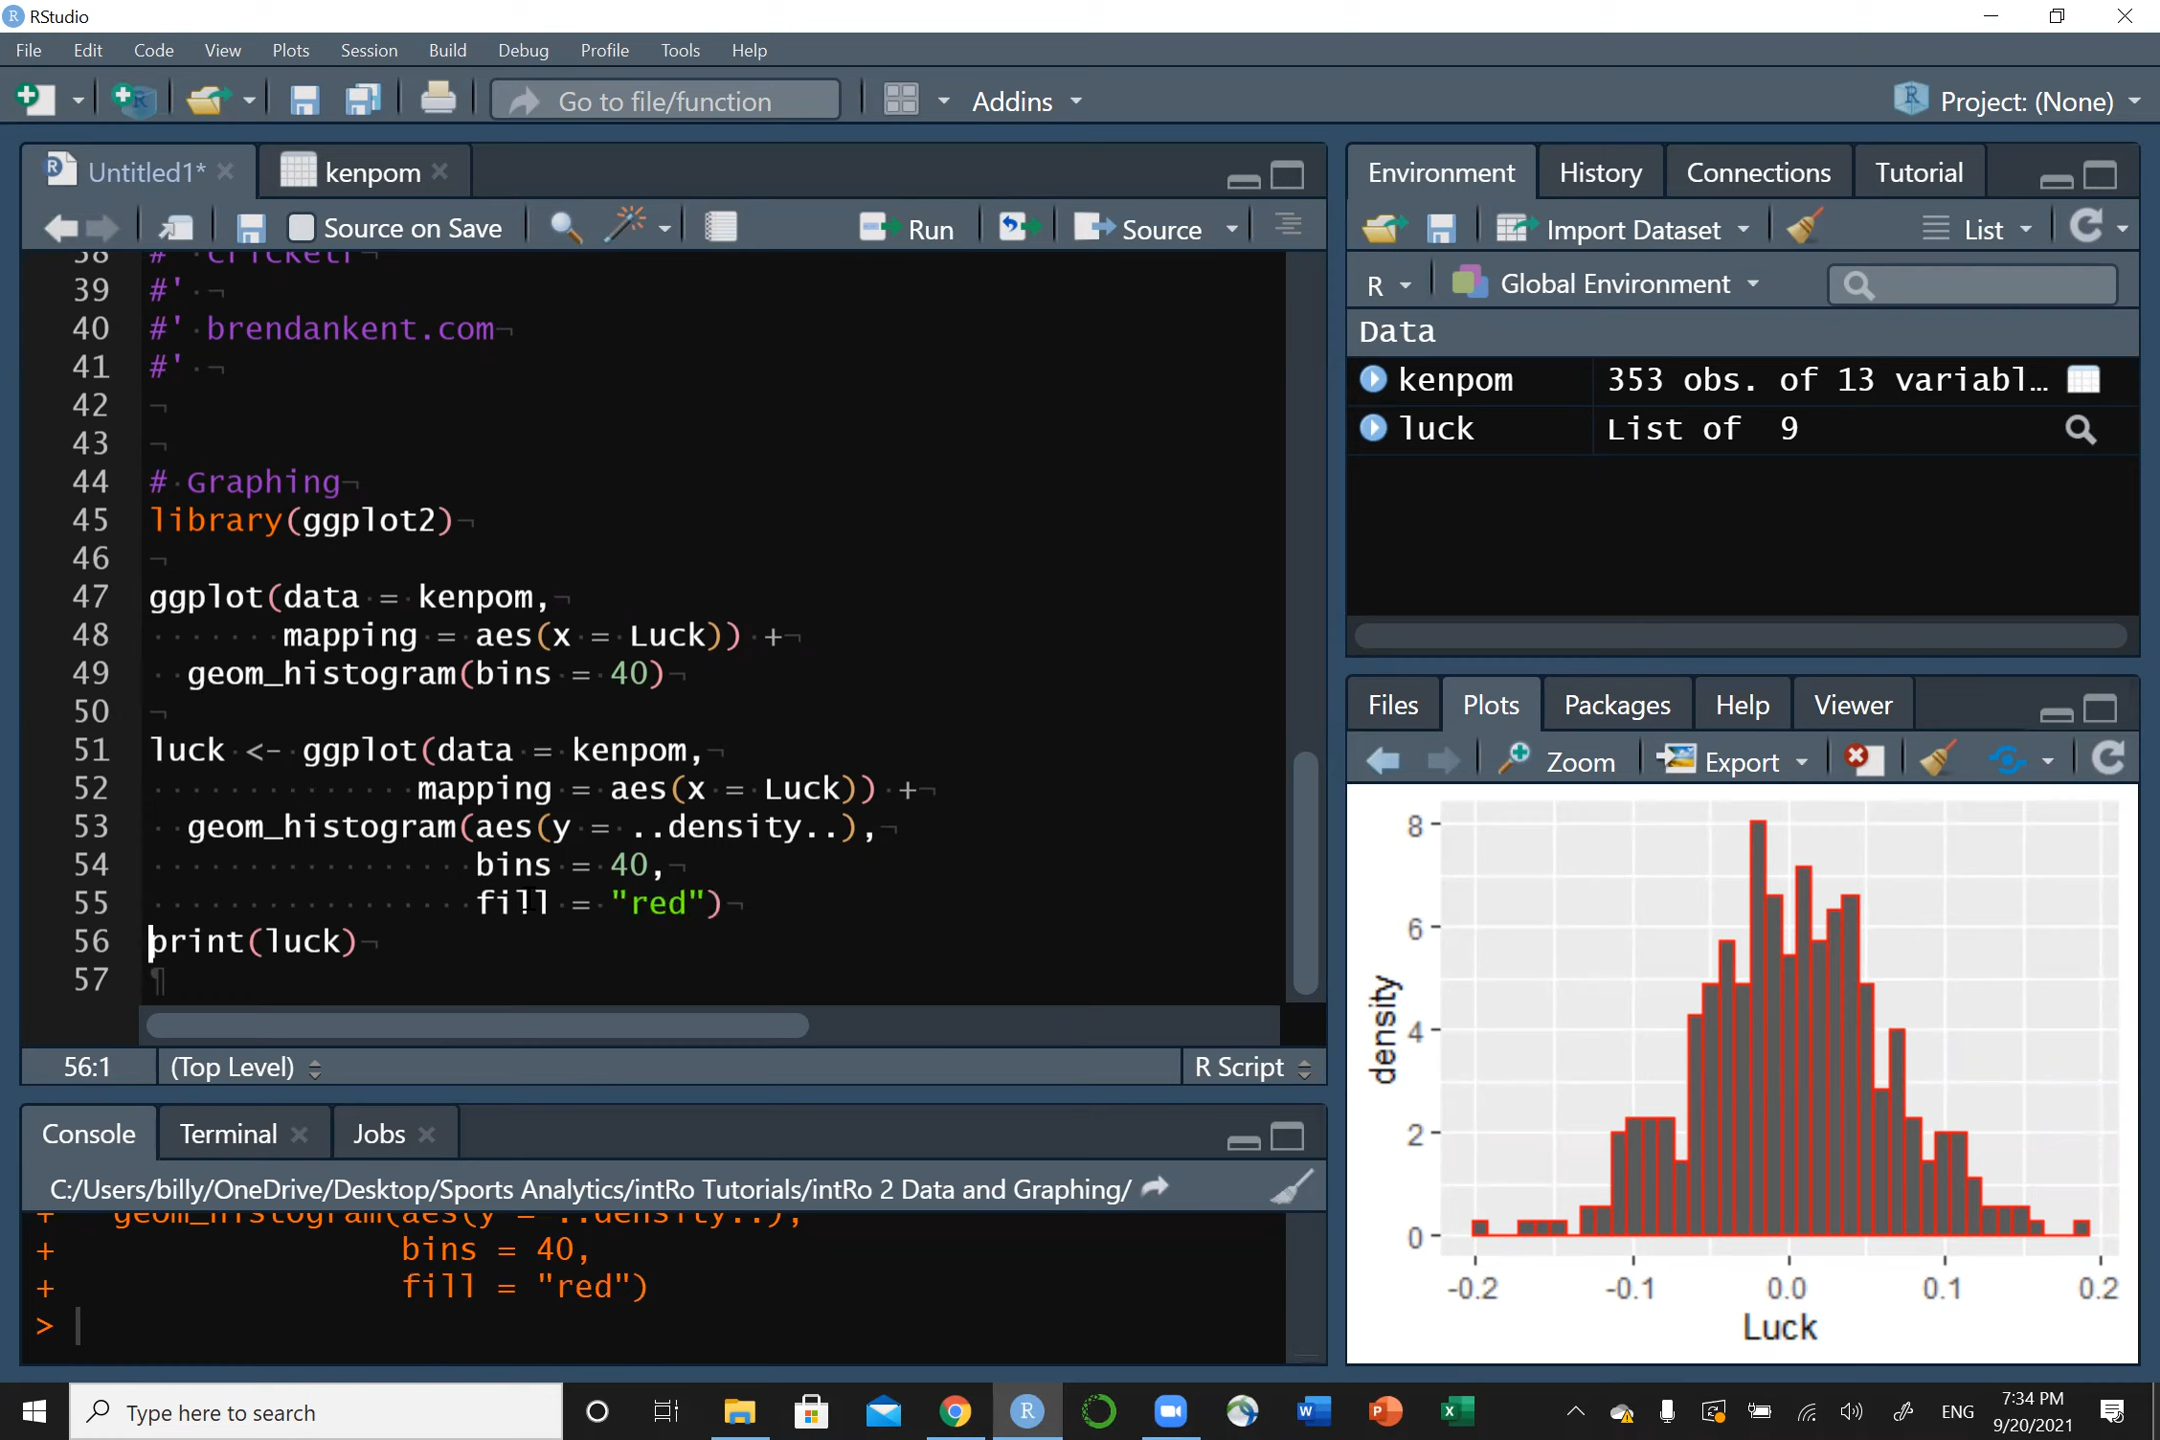 RStudio
File Edit Code View Plots Session Build Debug Profile Tools Help
Go to file/function Addins Project: (None)
Untitled1* kenpom
Source on Save Run Source
38 #' cricketr
39 #'
40 #' brendankent.com
41 #'
42
43
44 # Graphing
45 library(ggplot2)
46
47 ggplot(data = kenpom,
48 mapping = aes(x = Luck)) +
49 geom_histogram(bins = 40)
50
51 luck <- ggplot(data = kenpom,
52 mapping = aes(x = Luck)) +
53 geom_histogram(aes(y = ..density..),
54 bins = 40,
55 fill = "red")
56 print(luck)
57
56:1 (Top Level) R Script
Console Terminal Jobs
C:/Users/billy/OneDrive/Desktop/Sports Analytics/intRo Tutorials/intRo 2 Data and Graphing/
+ geom_histogram(aes(y = ..density..),
+ bins = 40,
+ fill = "red")
>
Environment History Connections Tutorial
Import Dataset List
R Global Environment
Data
kenpom 353 obs. of 13 variabl…
luck List of 9
Files Plots Packages Help Viewer
Zoom Export
8
6
4
2
0
density
-0.2 -0.1 0.0 0.1 0.2
Luck
Type here to search
ENG
7:34 PM
9/20/2021